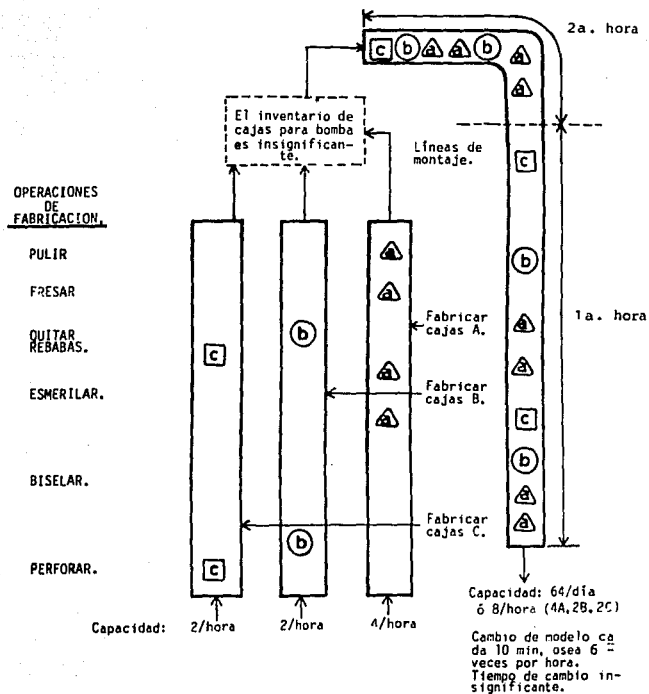 2a. hora
c b a a b a
a
El inventario de
cajas para bomba
es insignifican-
te.
Líneas de
montaje.
c
OPERACIONES
DE
FABRICACION.
PULIR
FRESAR
QUITAR
REBABAS.
ESMERILAR.
BISELAR.
PERFORAR.
a
a
c
b
a
a
b
c
b
Fabricar
cajas A.
Fabricar
cajas B.
Fabricar
cajas C.
b
1a. hora
a
a
c
b
a
a
Capacidad: 2/hora 2/hora 4/hora
Capacidad: 64/día
ó 8/hora (4A,2B,2C)
Cambio de modelo ca
da 10 min, osea 6
veces por hora.
Tiempo de cambio in-
significante.